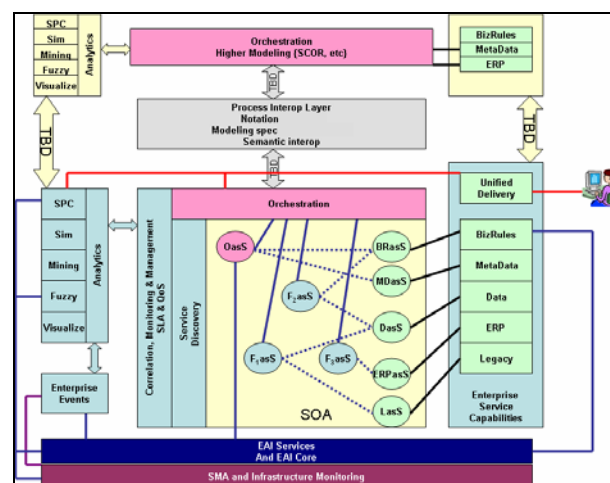 SPC
Sim
Mining
Fuzzy
Visualize
Analytics
Orchestration
Higher Modeling (SCOR, etc)
BizRules
MetaData
ERP
TBD
TBD
TBD
Process Interop Layer
Notation
Modeling spec
Semantic interop
TBD
SPC
Sim
Mining
Fuzzy
Visualize
Analytics
Enterprise
Events
Correlation, Monitoring & Management
SLA & QoS
Service
Discovery
Orchestration
OasS
F1asS
F2asS
F3asS
BRasS
MDasS
DasS
ERPasS
LasS
SOA
Unified
Delivery
BizRules
MetaData
Data
ERP
Legacy
Enterprise
Service
Capabilities
EAI Services
And EAI Core
SMA and Infrastructure Monitoring